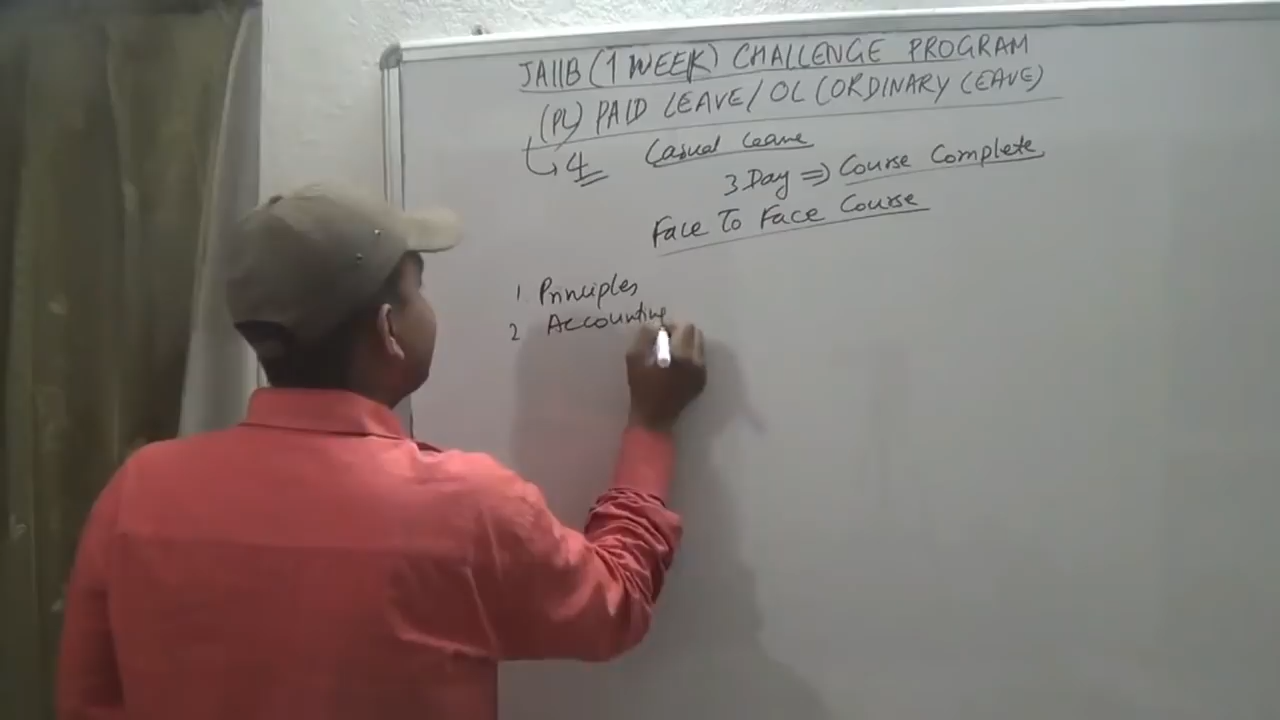 JAIIB (1 WEEK) CHALLENGE PROGRAM
(PL) PAID LEAVE/OL (ORDINARY LEAVE)
4 Casual Leave
3 Day ⇒ Course Complete
Face To Face Course
1 Principles
2 Accounting